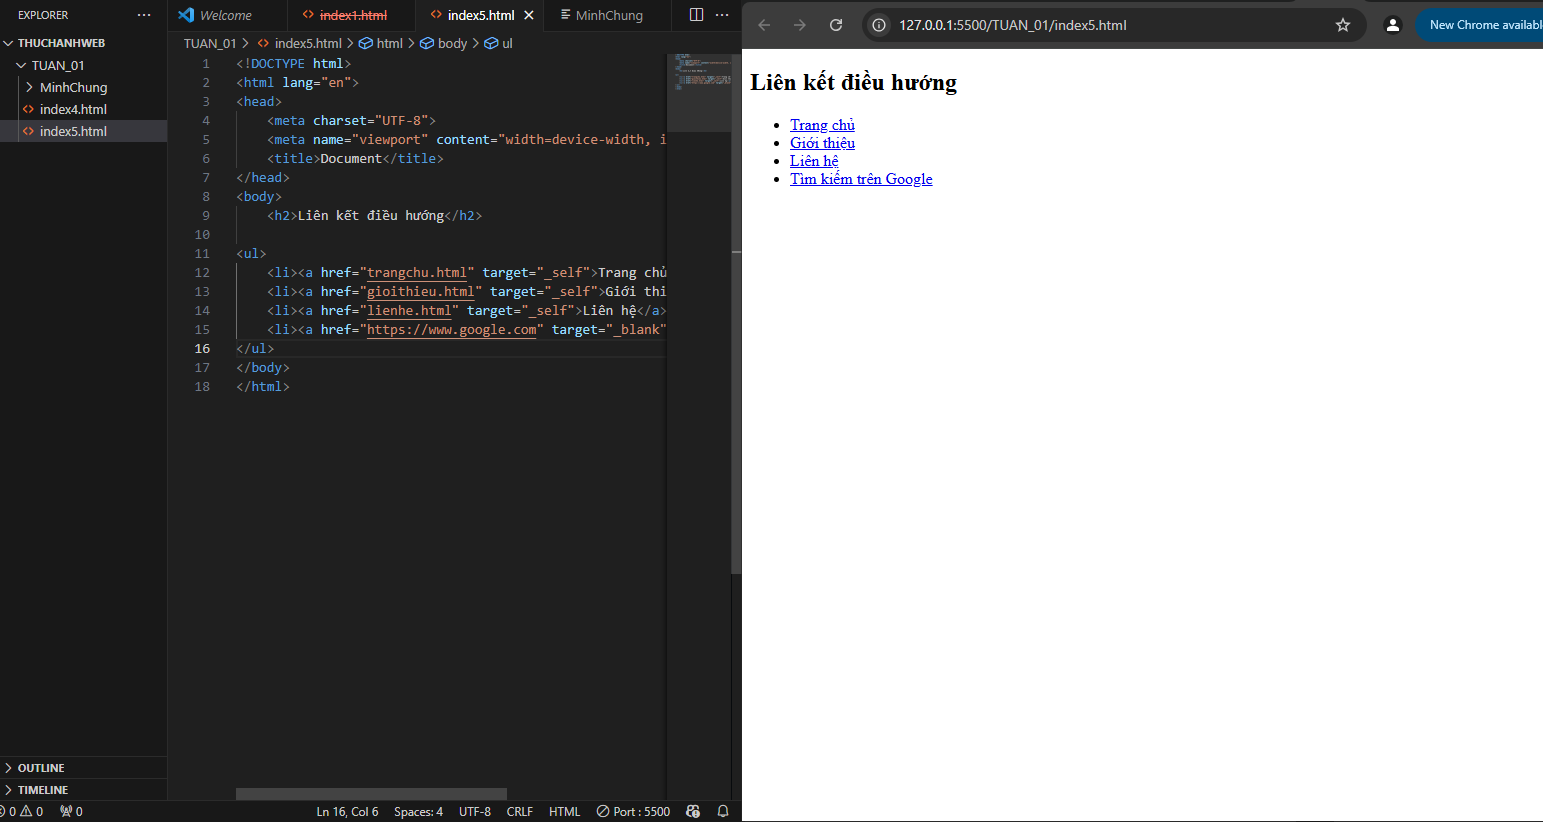 EXPLORER
THUCHANHWEB
TUAN_01
MinhChung
index4.html
index5.html
OUTLINE
TIMELINE
Welcome
index1.html
index5.html
MinhChung
TUAN_01 > index5.html > html > body > ul
1 <!DOCTYPE html>
2 <html lang="en">
3 <head>
4 <meta charset="UTF-8">
5 <meta name="viewport" content="width=device-width, i
6 <title>Document</title>
7 </head>
8 <body>
9 <h2>Liên kết điều hướng</h2>
10
11 <ul>
12 <li><a href="trangchu.html" target="_self">Trang chủ
13 <li><a href="gioithieu.html" target="_self">Giới thi
14 <li><a href="lienhe.html" target="_self">Liên hệ</a>
15 <li><a href="https://www.google.com" target="_blank"
16 </ul>
17 </body>
18 </html>
0 0 0 Ln 16, Col 6 Spaces: 4 UTF-8 CRLF HTML Port : 5500
127.0.0.1:5500/TUAN_01/index5.html
New Chrome availabl
Liên kết điều hướng
Trang chủ
Giới thiệu
Liên hệ
Tìm kiếm trên Google